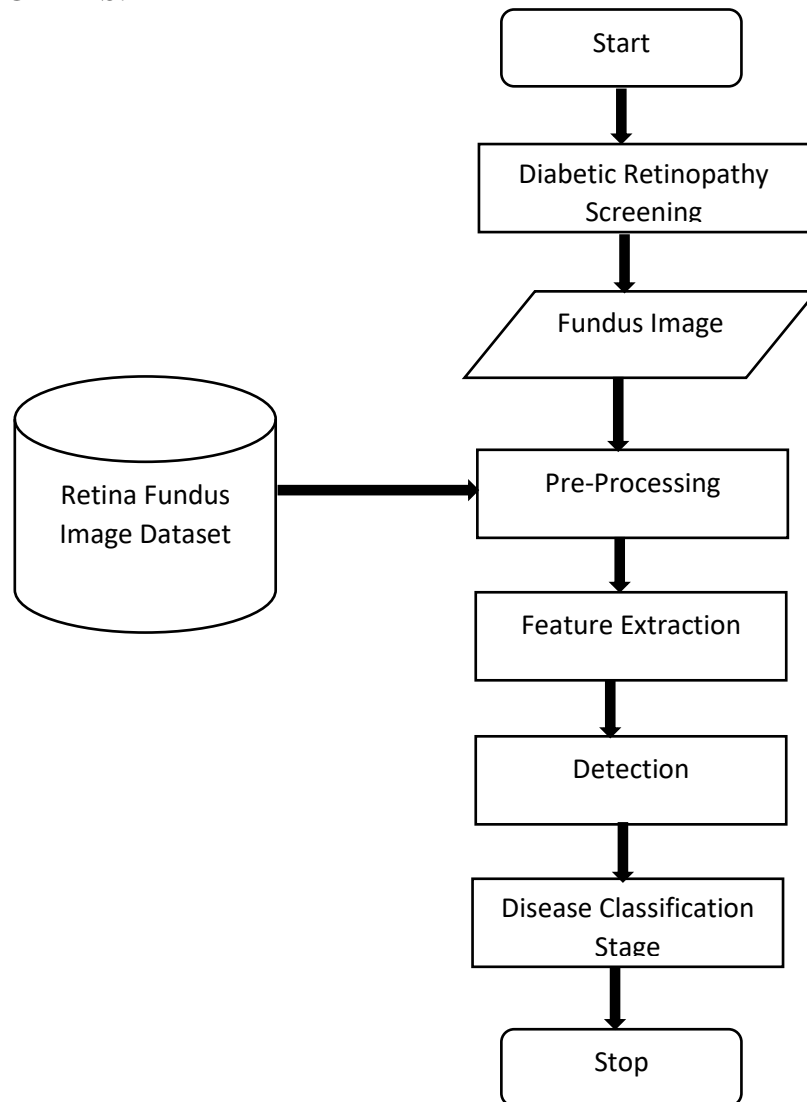 Start
Diabetic Retinopathy
Screening
Fundus Image
Retina Fundus
Image Dataset
Pre-Processing
Feature Extraction
Detection
Disease Classification
Stage
Stop